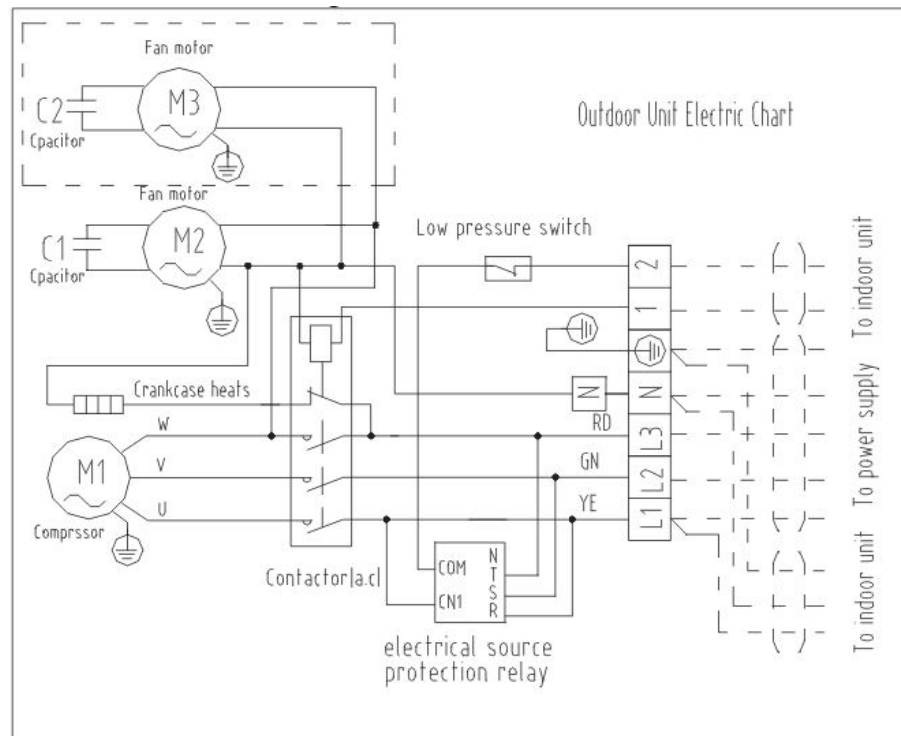 Fan motor
M3
C2
Cpacitor
Outdoor Unit Electric Chart
Fan motor
M2
C1
Cpacitor
Low pressure switch
2
1
N
L3
L2
L1
To indoor unit
To power supply
To indoor unit
N
RD
GN
YE
Crankcase heats
W
V
U
M1
Comprssor
Contactor|a.c|
COM
CN1
N
T
S
R
electrical source
protection relay